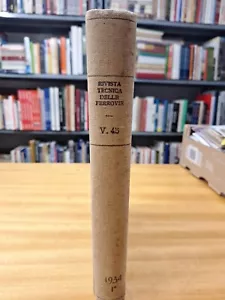 RIVISTA
TECNICA
DELLE
FERROVIE
V. 45
1934
1°